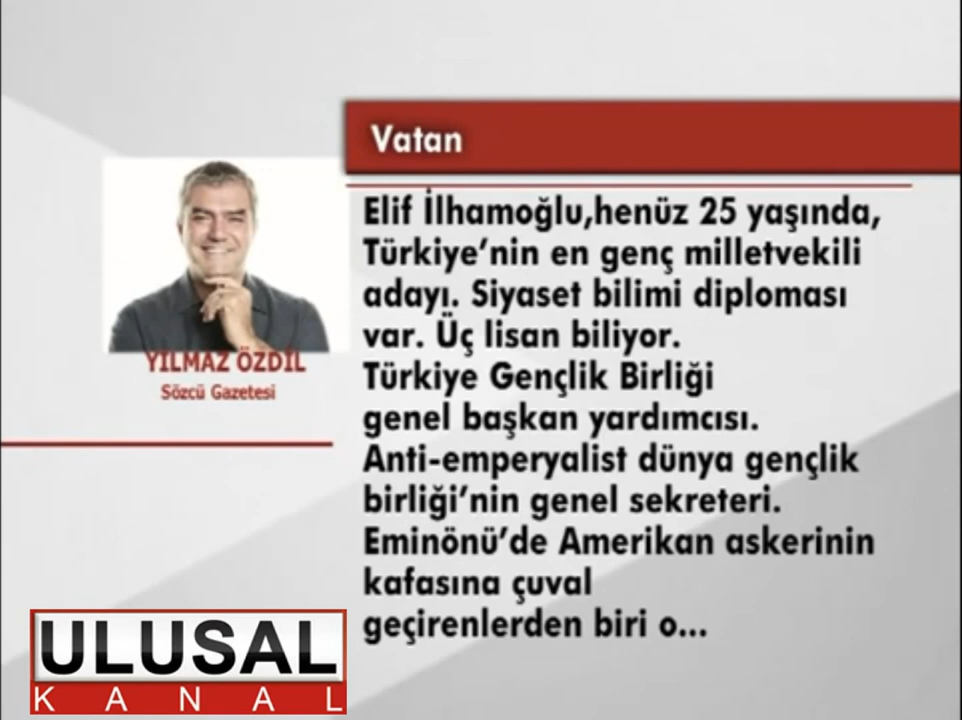 Vatan
YILMAZ ÖZDİL
Sözcü Gazetesi
Elif İlhamoğlu,henüz 25 yaşında,
Türkiye'nin en genç milletvekili
adayı. Siyaset bilimi diploması
var. Üç lisan biliyor.
Türkiye Gençlik Birliği
genel başkan yardımcısı.
Anti-emperyalist dünya gençlik
birliği'nin genel sekreteri.
Eminönü'de Amerikan askerinin
kafasına çuval
geçirenlerden biri o...
ULUSAL
KANAL